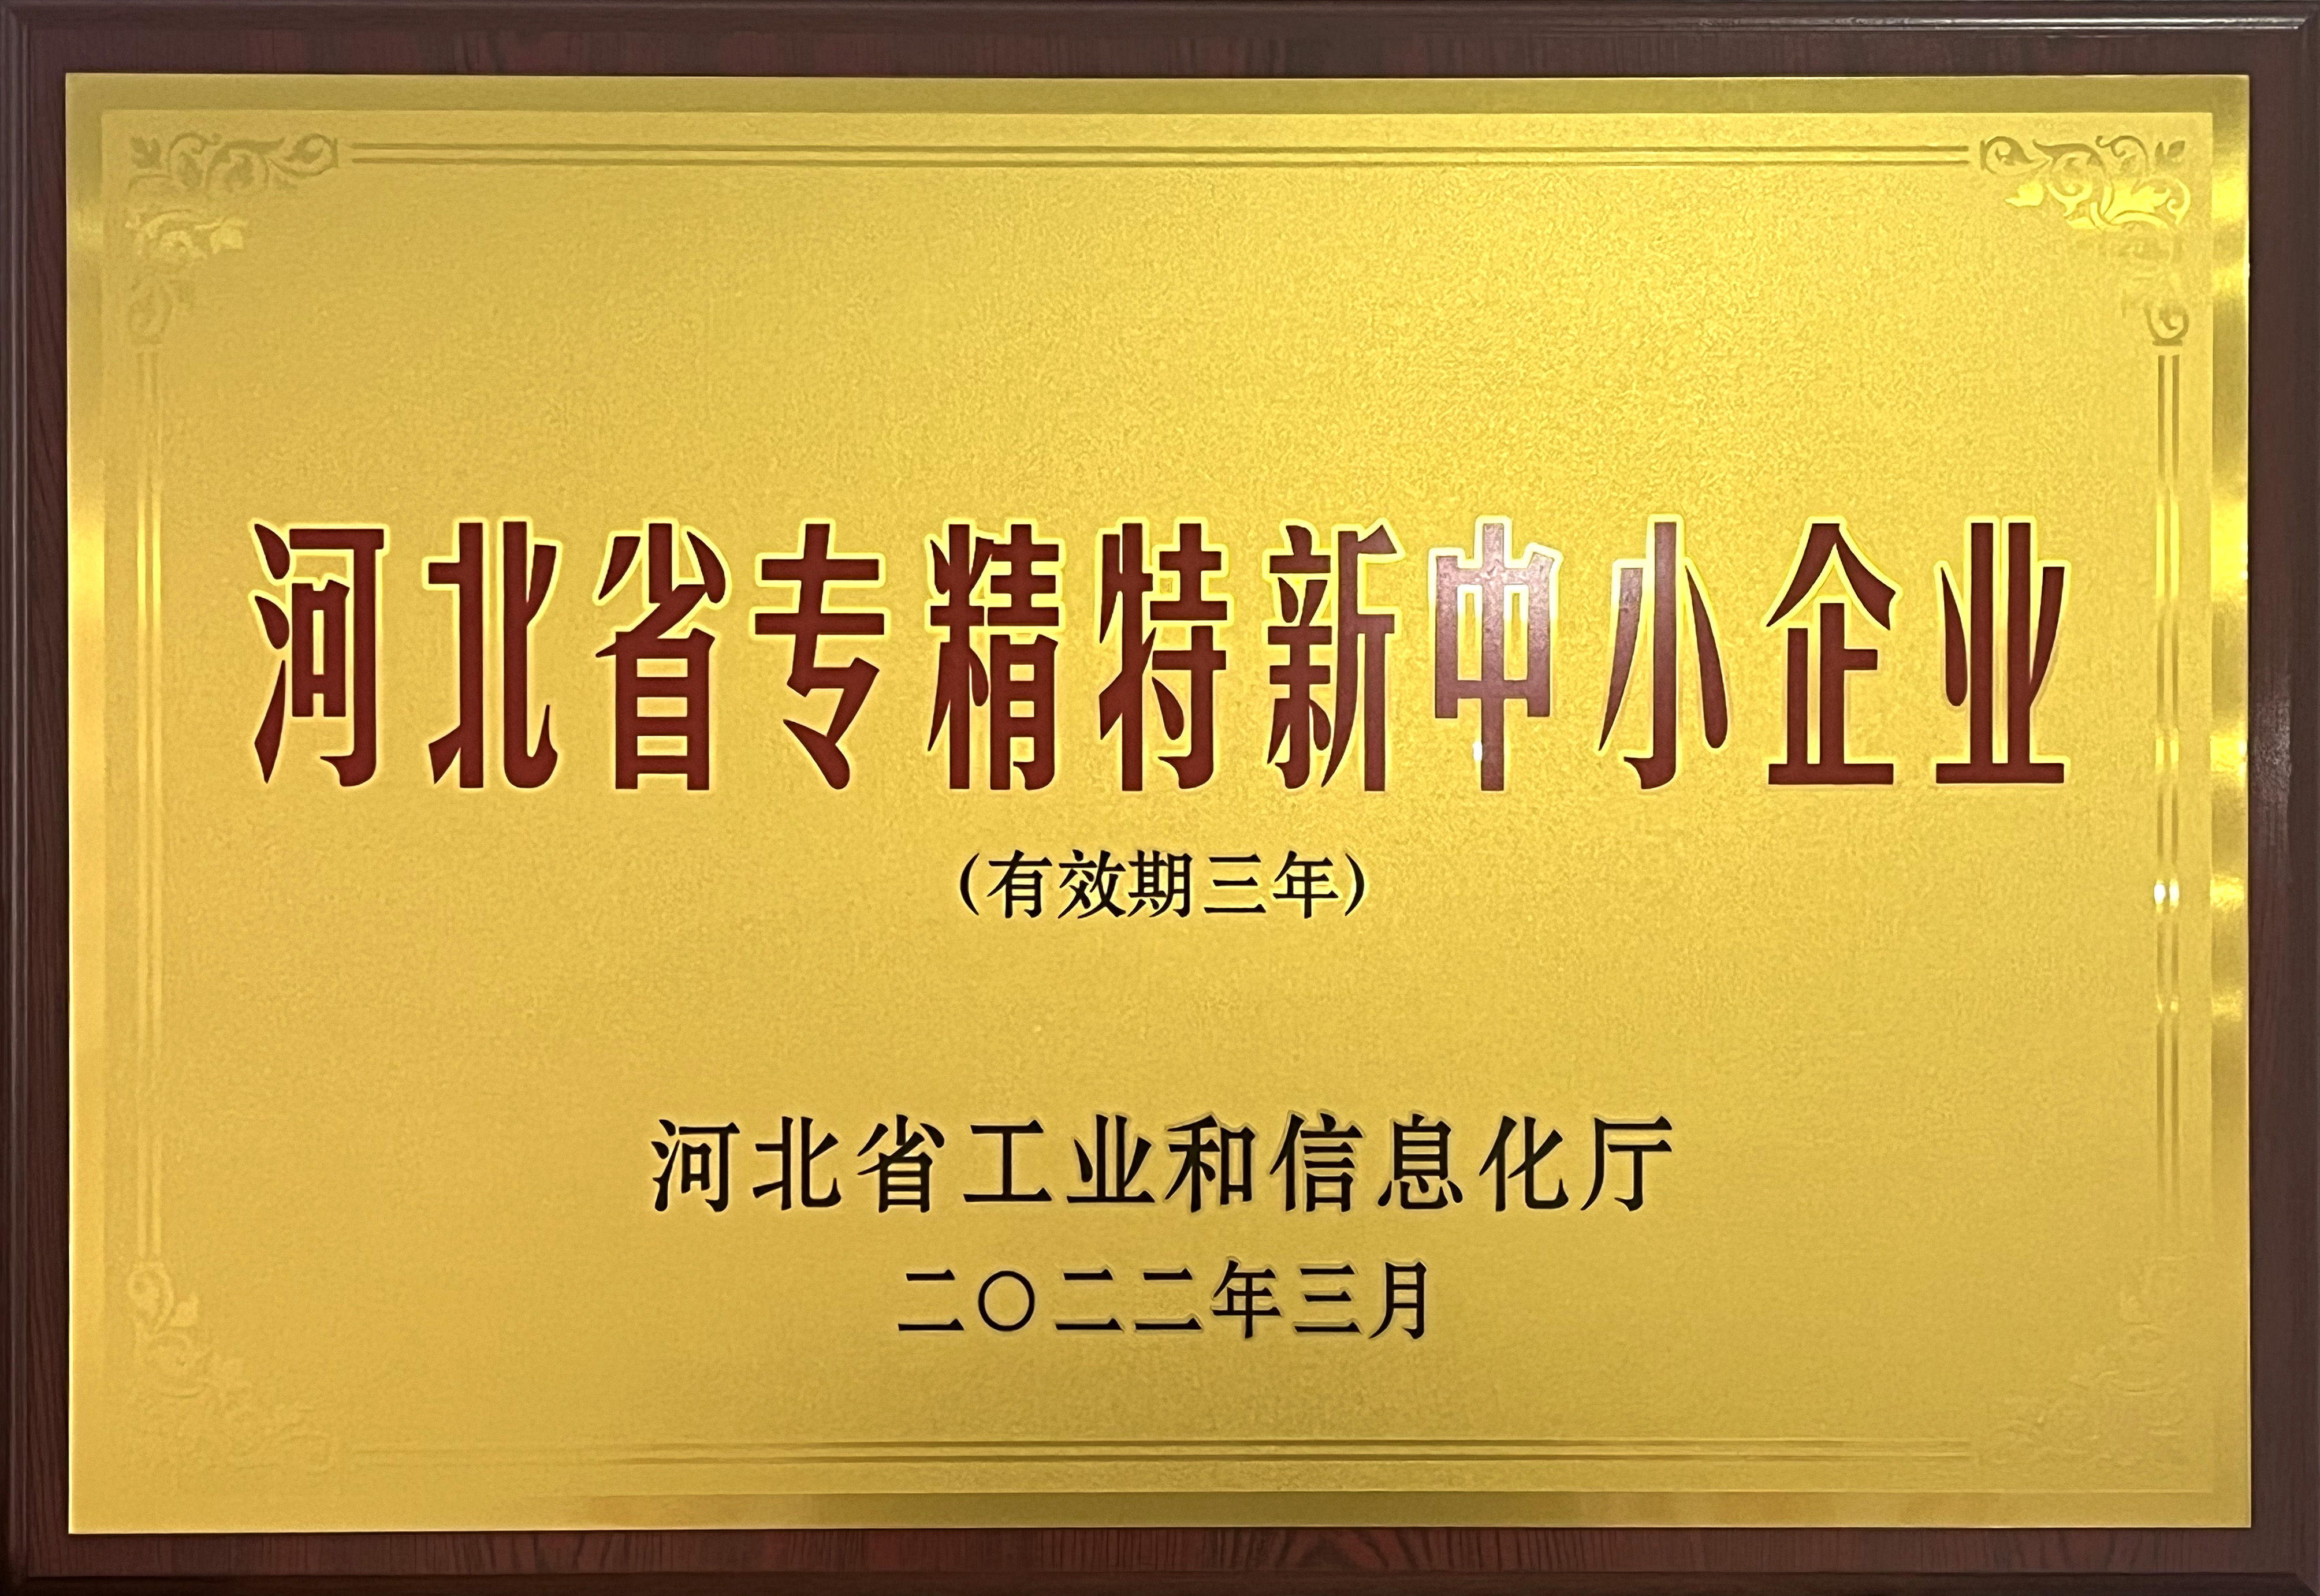 河北省专精特新中小企业
(有效期三年)
河北省工业和信息化厅
二〇二二年三月